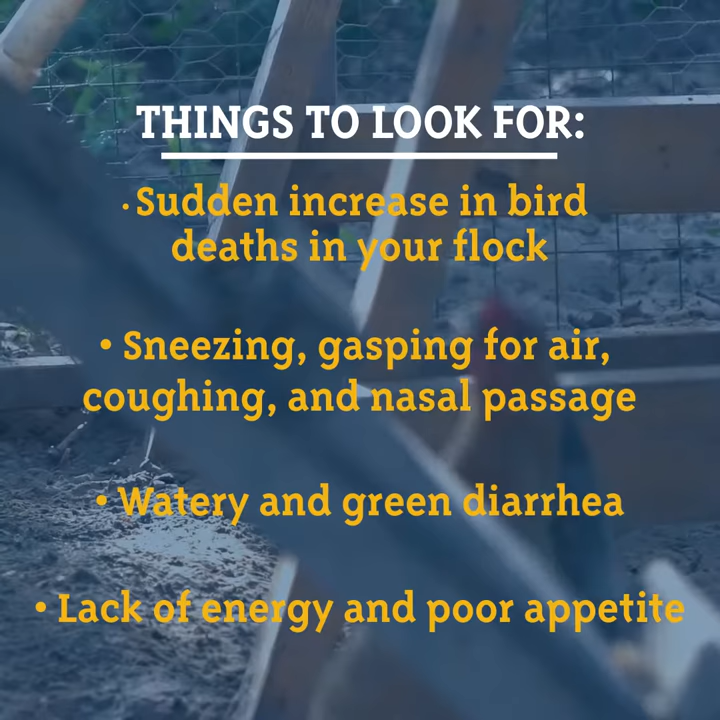 THINGS TO LOOK FOR:
· Sudden increase in bird
deaths in your flock
• Sneezing, gasping for air,
coughing, and nasal passage
• Watery and green diarrhea
• Lack of energy and poor appetite